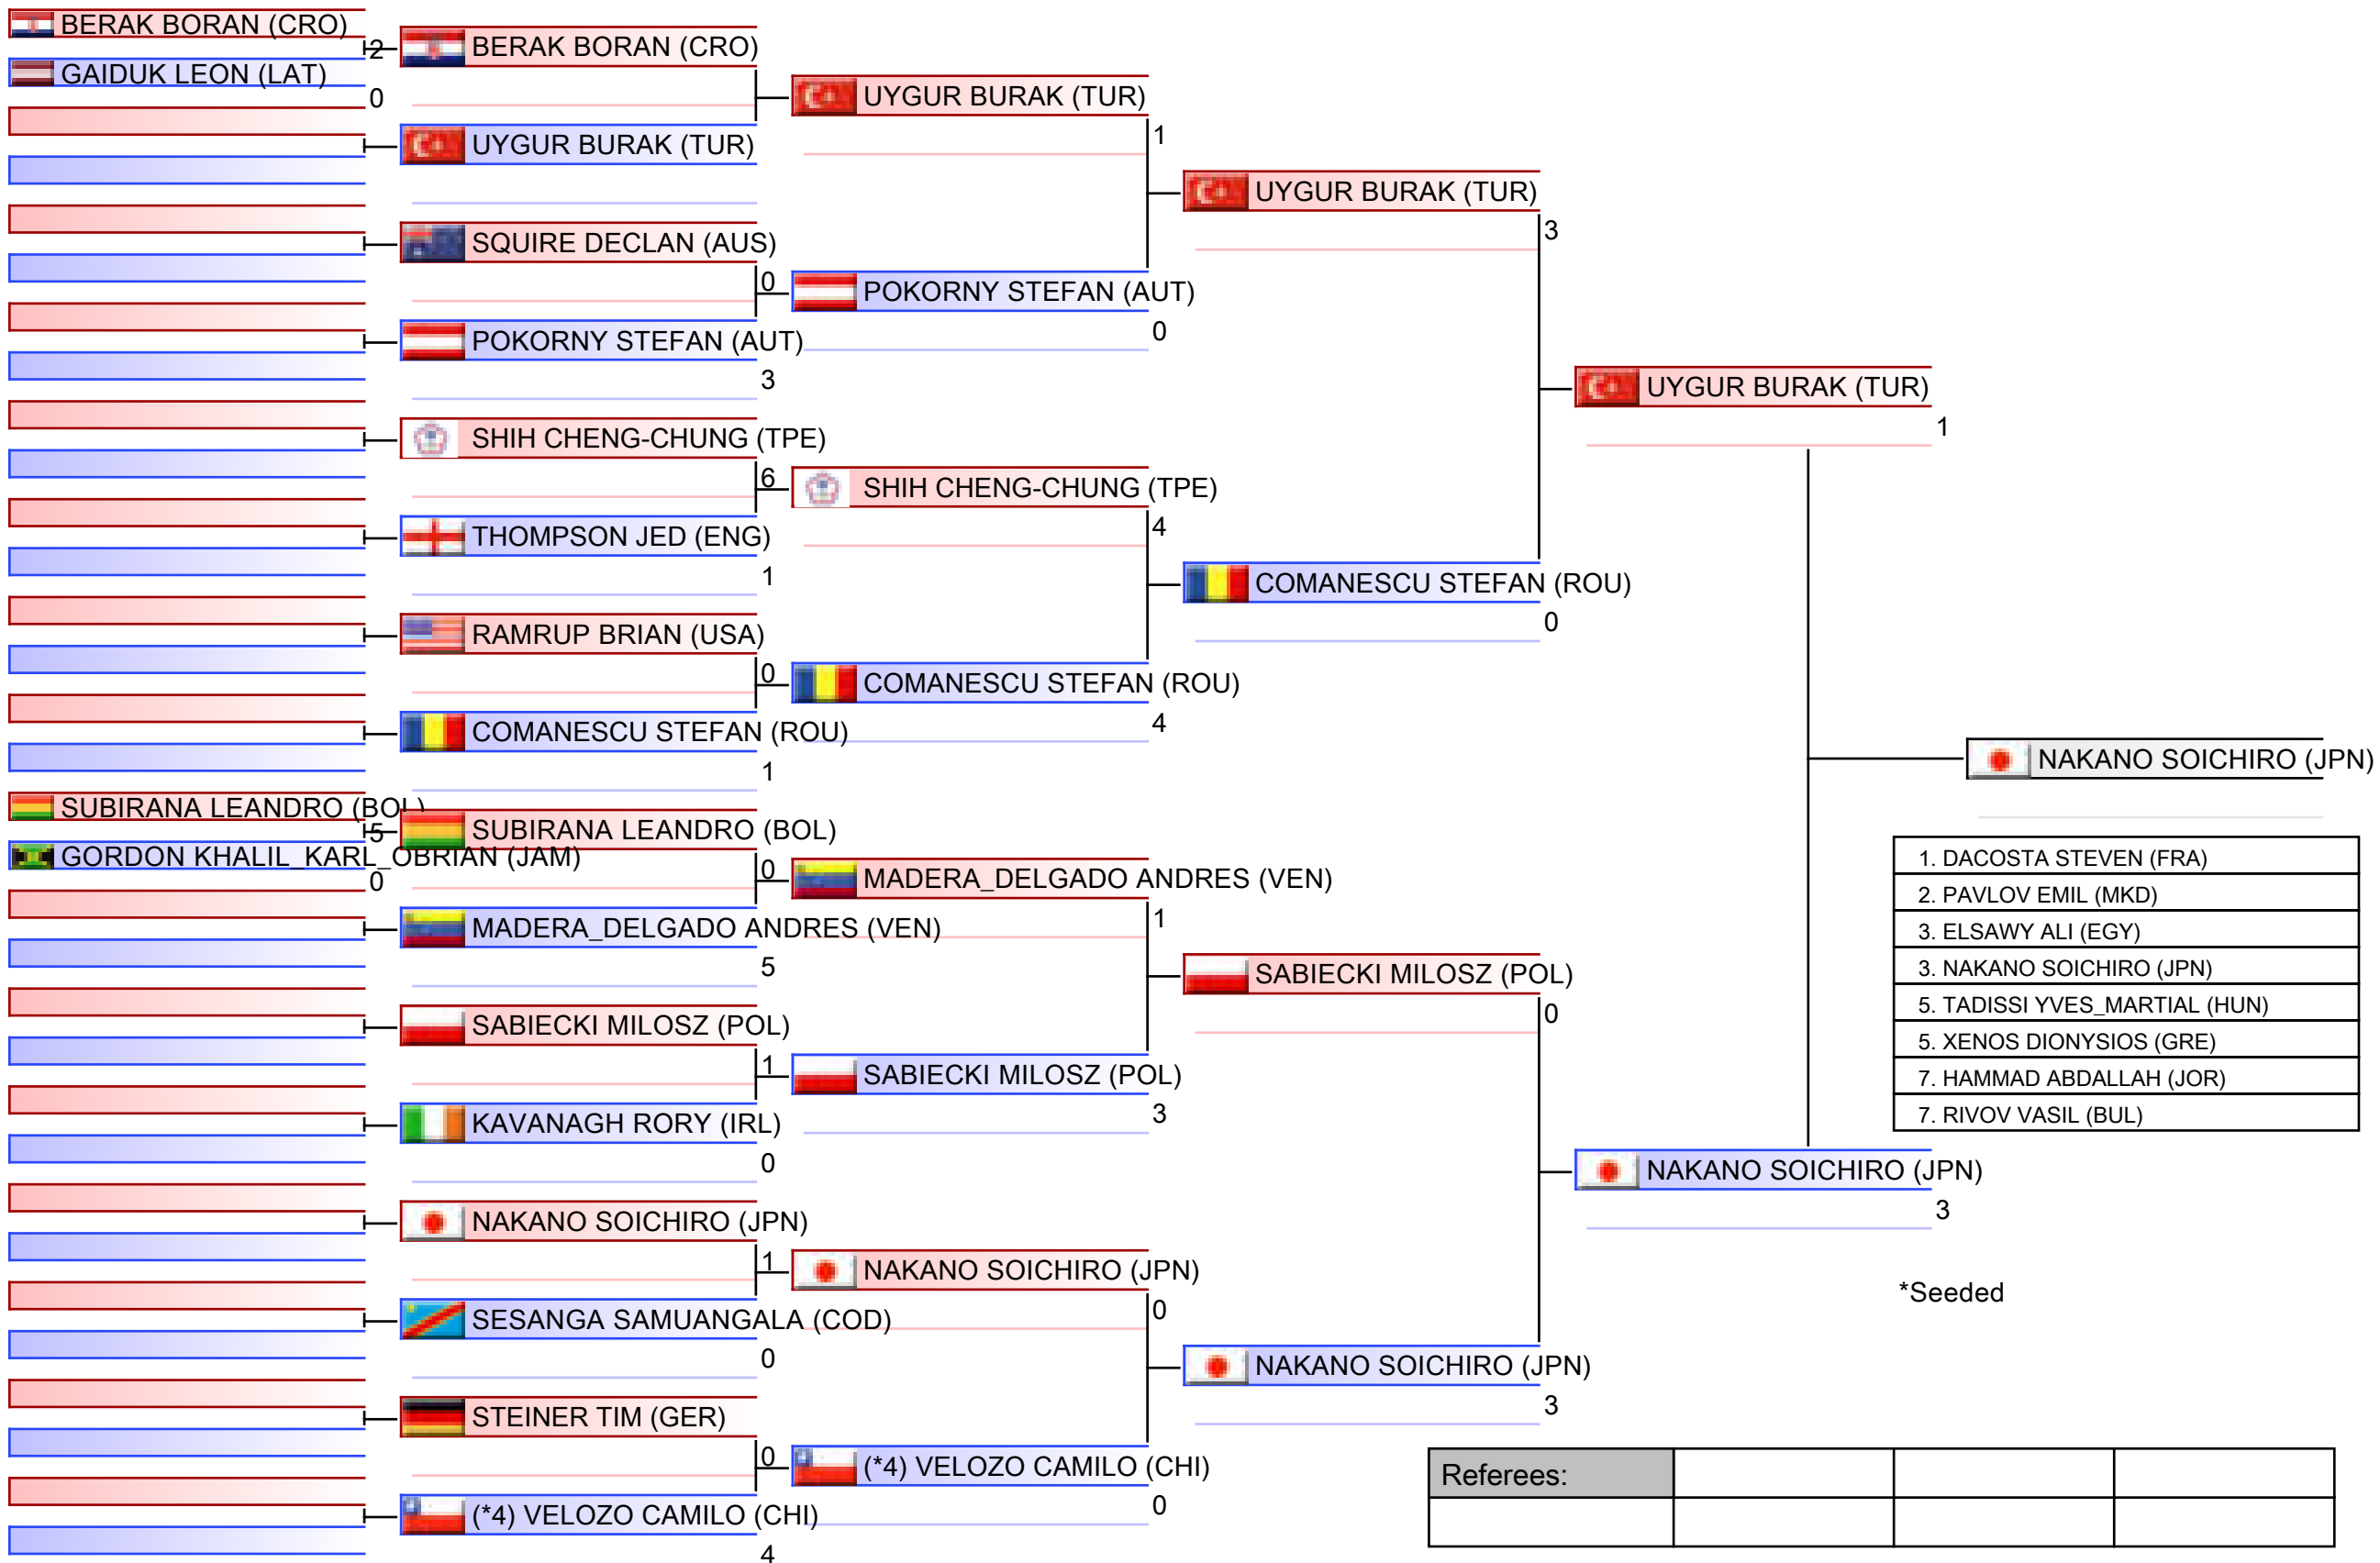 BERAK BORAN (CRO)
2
GAIDUK LEON (LAT)
0
SUBIRANA LEANDRO (BOL)
5
GORDON KHALIL_KARL_OBRIAN (JAM)
0
BERAK BORAN (CRO)
UYGUR BURAK (TUR)
SQUIRE DECLAN (AUS)
0
POKORNY STEFAN (AUT)
3
SHIH CHENG-CHUNG (TPE)
6
THOMPSON JED (ENG)
1
RAMRUP BRIAN (USA)
0
COMANESCU STEFAN (ROU)
1
SUBIRANA LEANDRO (BOL)
0
MADERA_DELGADO ANDRES (VEN)
5
SABIECKI MILOSZ (POL)
1
KAVANAGH RORY (IRL)
0
NAKANO SOICHIRO (JPN)
1
SESANGA SAMUANGALA (COD)
0
STEINER TIM (GER)
0
(*4) VELOZO CAMILO (CHI)
4
UYGUR BURAK (TUR)
1
POKORNY STEFAN (AUT)
0
SHIH CHENG-CHUNG (TPE)
4
COMANESCU STEFAN (ROU)
4
MADERA_DELGADO ANDRES (VEN)
1
SABIECKI MILOSZ (POL)
3
NAKANO SOICHIRO (JPN)
0
(*4) VELOZO CAMILO (CHI)
0
UYGUR BURAK (TUR)
3
COMANESCU STEFAN (ROU)
0
SABIECKI MILOSZ (POL)
0
NAKANO SOICHIRO (JPN)
3
UYGUR BURAK (TUR)
1
NAKANO SOICHIRO (JPN)
3
NAKANO SOICHIRO (JPN)
1. DACOSTA STEVEN (FRA)
2. PAVLOV EMIL (MKD)
3. ELSAWY ALI (EGY)
3. NAKANO SOICHIRO (JPN)
5. TADISSI YVES_MARTIAL (HUN)
5. XENOS DIONYSIOS (GRE)
7. HAMMAD ABDALLAH (JOR)
7. RIVOV VASIL (BUL)
*Seeded
Referees: